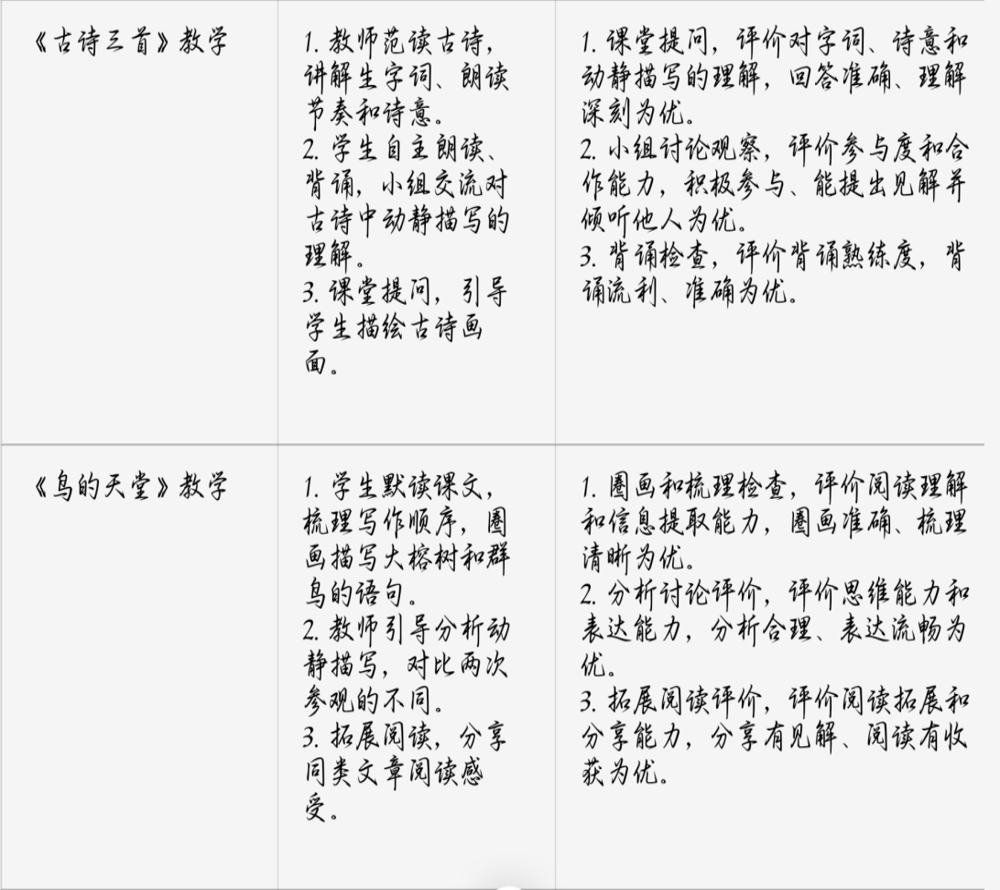 《古诗三首》教学
1. 教师范读古诗，
讲解生字词、朗读
节奏和诗意。
2. 学生自主朗读、
背诵，小组交流对
古诗中动静描写的
理解。
3. 课堂提问，引导
学生描绘古诗画
面。
1. 课堂提问，评价对字词、诗意和
动静描写的理解，回答准确、理解
深刻为优。
2. 小组讨论观察，评价参与度和合
作能力，积极参与、能提出见解并
倾听他人为优。
3. 背诵检查，评价背诵熟练度，背
诵流利、准确为优。
《鸟的天堂》教学
1. 学生默读课文，
梳理写作顺序，圈
画描写大榕树和群
鸟的语句。
2. 教师引导分析动
静描写，对比两次
参观的不同。
3. 拓展阅读，分享
同类文章阅读感
受。
1. 圈画和梳理检查，评价阅读理解
和信息提取能力，圈画准确、梳理
清晰为优。
2. 分析讨论评价，评价思维能力和
表达能力，分析合理、表达流畅为
优。
3. 拓展阅读评价，评价阅读拓展和
分享能力，分享有见解、阅读有收
获为优。